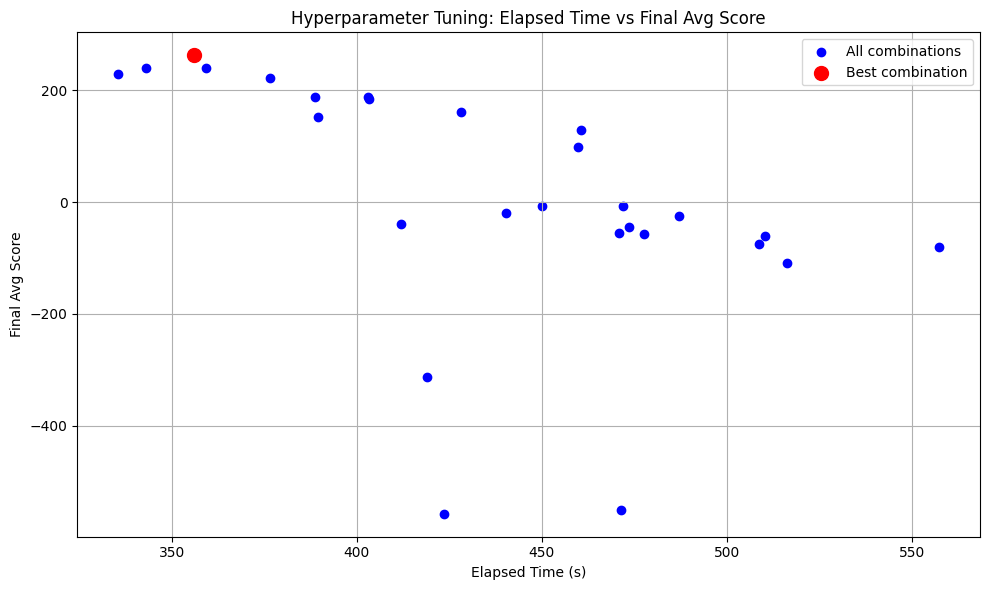 Hyperparameter Tuning: Elapsed Time vs Final Avg Score
All combinations
Best combination
200
0
−200
−400
Final Avg Score
350
400
450
500
550
Elapsed Time (s)